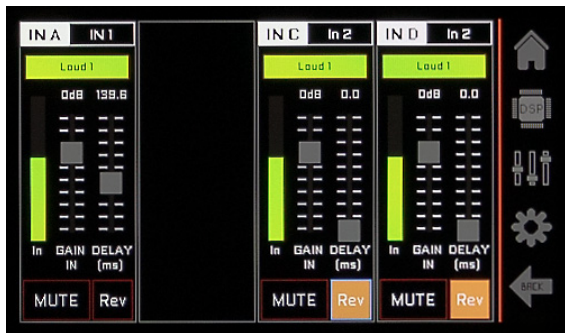 IN A IN 1
Loud 1
0dB 139.6
In GAIN IN DELAY (ms)
MUTE Rev
IN C In 2
Loud 1
0dB 0.0
In GAIN IN DELAY (ms)
MUTE Rev
IN D In 2
Loud 1
0dB 0.0
In GAIN IN DELAY (ms)
MUTE Rev
DSP
BACK